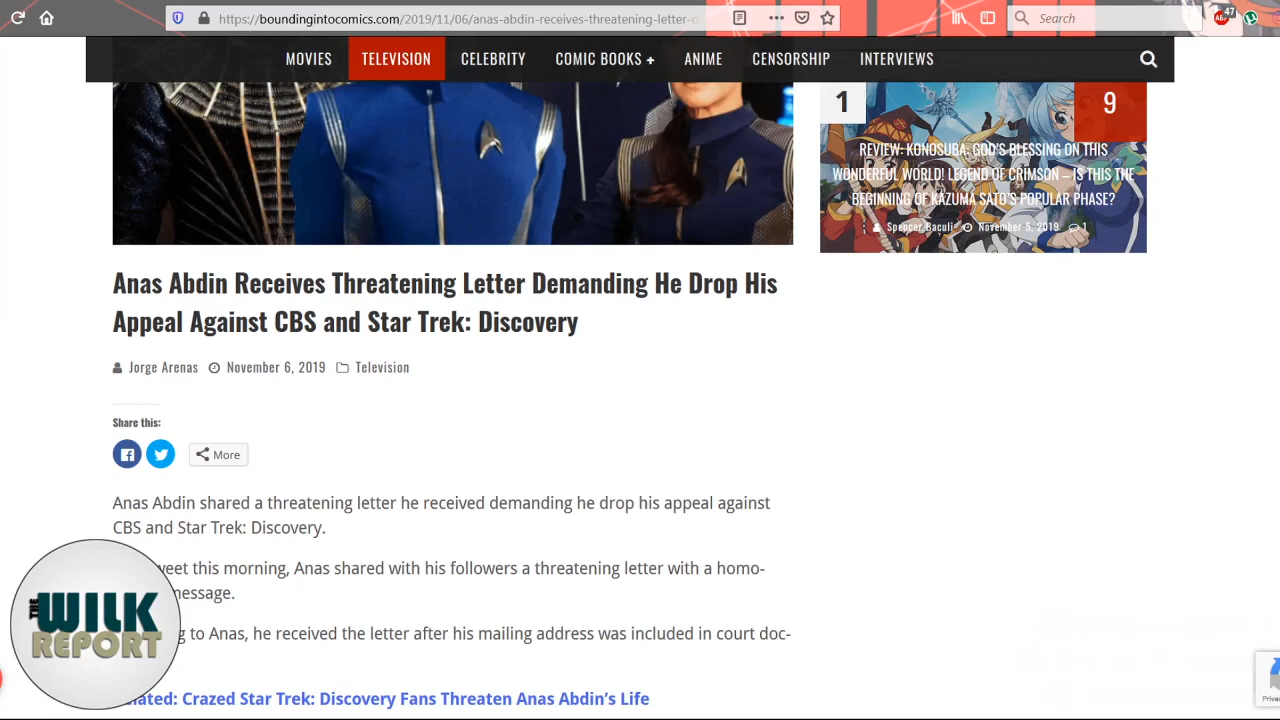 https://boundingintocomics.com/2019/11/06/anas-abdin-receives-threatening-letter-d
Search
47
MOVIES TELEVISION CELEBRITY COMIC BOOKS + ANIME CENSORSHIP INTERVIEWS
1
9
REVIEW: KONOSUBA: GOD'S BLESSING ON THIS
WONDERFUL WORLD! LEGEND OF CRIMSON – IS THIS THE
BEGINNING OF KAZUMA SATO'S POPULAR PHASE?
Spencer Baculi November 5, 2019 1
Anas Abdin Receives Threatening Letter Demanding He Drop His
Appeal Against CBS and Star Trek: Discovery
Jorge Arenas November 6, 2019 Television
Share this:
More
Anas Abdin shared a threatening letter he received demanding he drop his appeal against
CBS and Star Trek: Discovery.
weet this morning, Anas shared with his followers a threatening letter with a homo-
message.
g to Anas, he received the letter after his mailing address was included in court doc-
lated: Crazed Star Trek: Discovery Fans Threaten Anas Abdin's Life
THE
WILK
REPORT